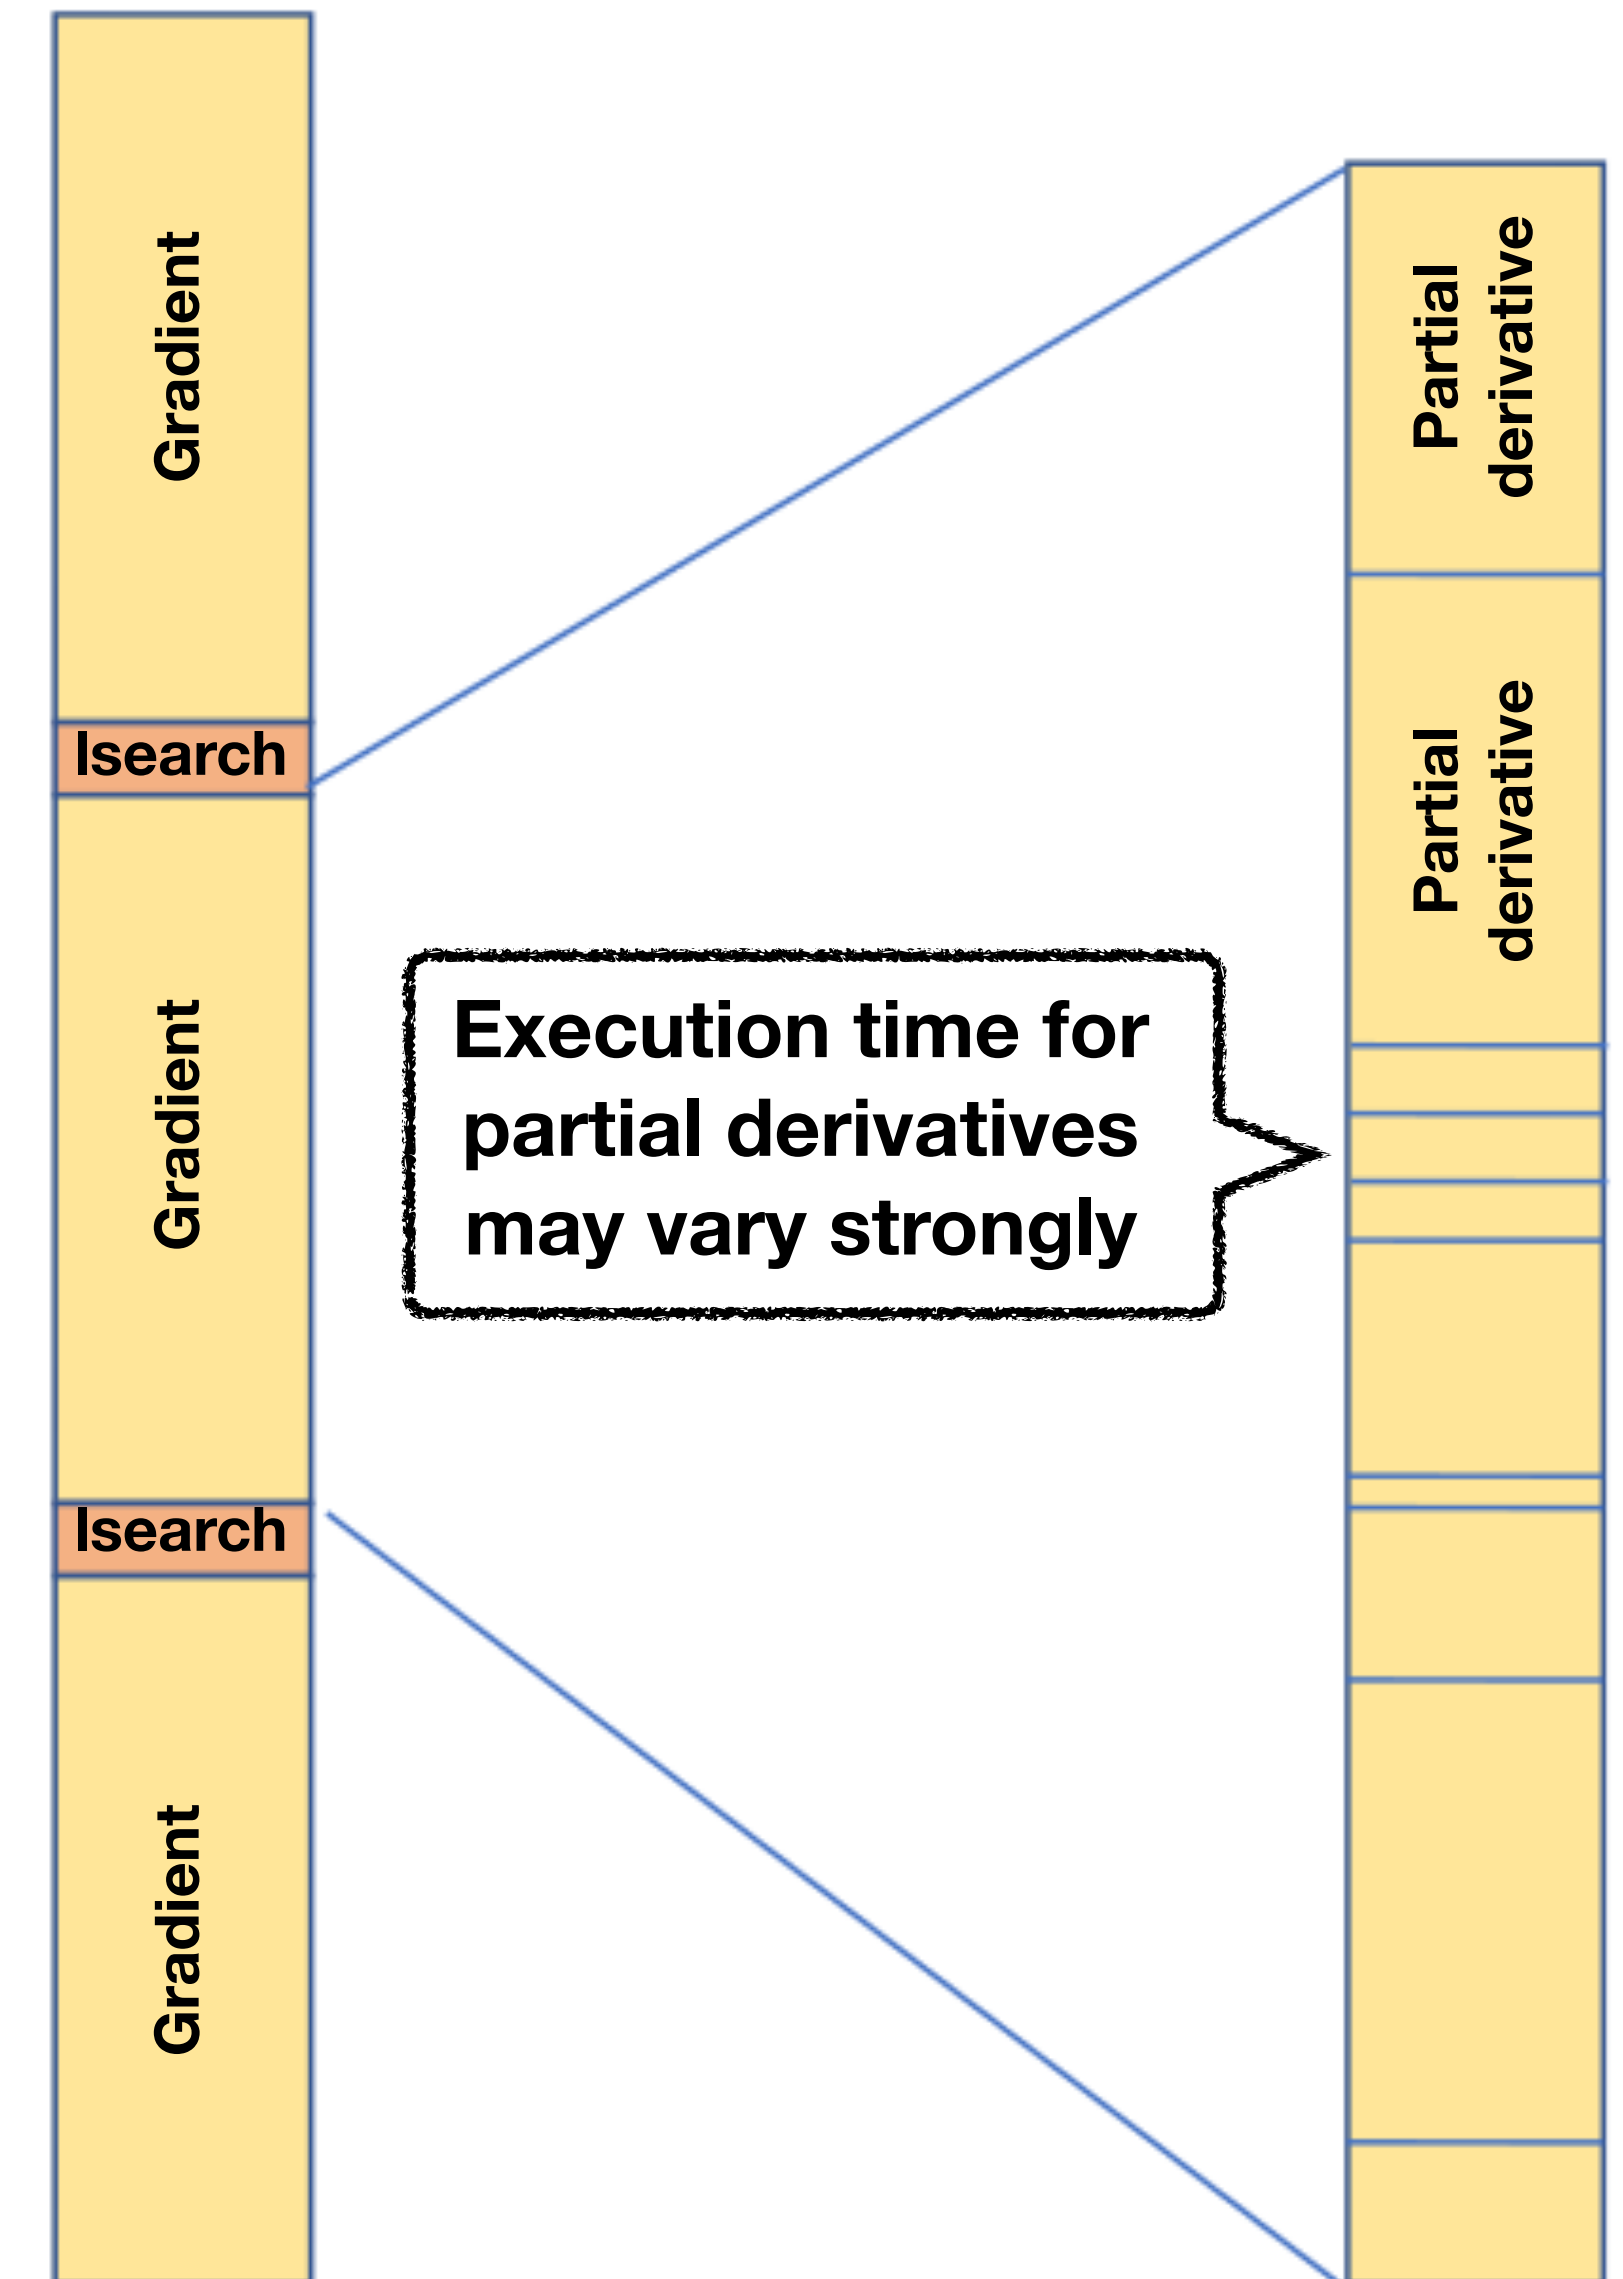 Gradient
lsearch
Gradient
lsearch
Gradient
Execution time for
partial derivatives
may vary strongly
Partial
derivative
Partial
derivative